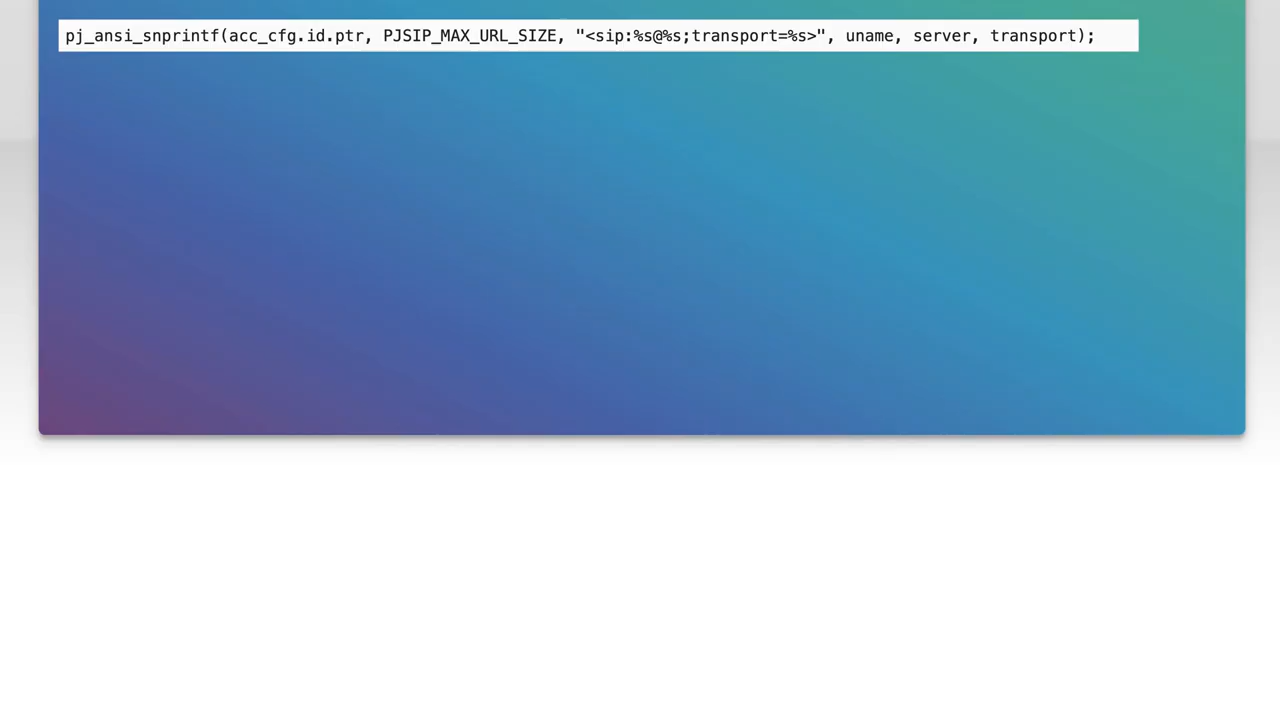 pj_ansi_snprintf(acc_cfg.id.ptr, PJSIP_MAX_URL_SIZE, "<sip:%s@%s;transport=%s>", uname, server, transport);